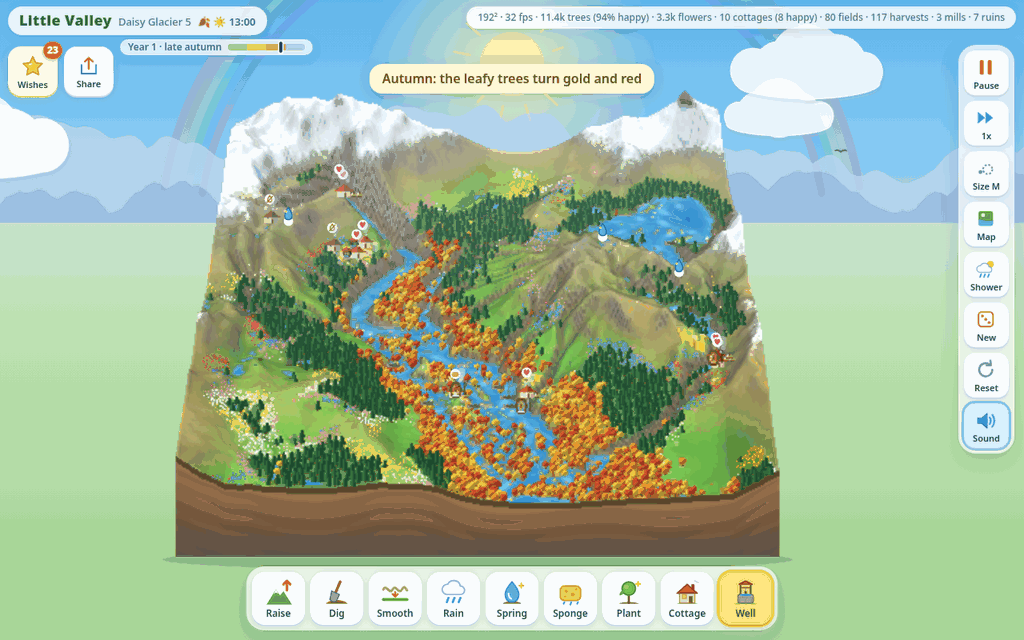 Little Valley Daisy Glacier 5 13:00
192² · 32 fps · 11.4k trees (94% happy) · 3.3k flowers · 10 cottages (8 happy) · 80 fields · 117 harvests · 3 mills · 7 ruins
Year 1 · late autumn
23
Wishes
Share
Autumn: the leafy trees turn gold and red
Pause
1x
Size M
Map
Shower
New
Reset
Sound
Raise
Dig
Smooth
Rain
Spring
Sponge
Plant
Cottage
Well